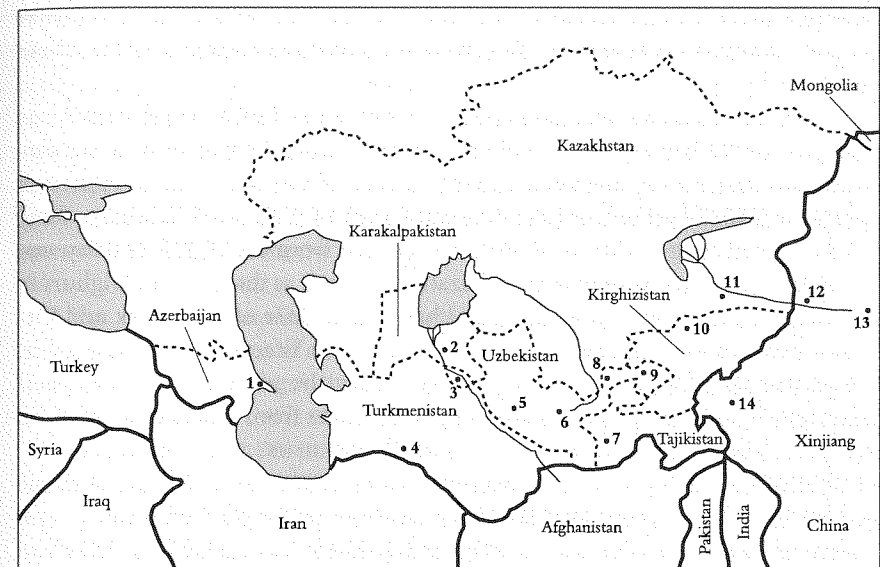 Mongolia
Kazakhstan
Karakalpakistan
11
12
Kirghizistan
Azerbaijan
13
10
2
Uzbekistan
Turkey
8
9
1
3
14
Turkmenistan
5
6
7
Tajikistan
Xinjiang
4
Syria
Iraq
Iran
Afghanistan
Pakistan
India
China